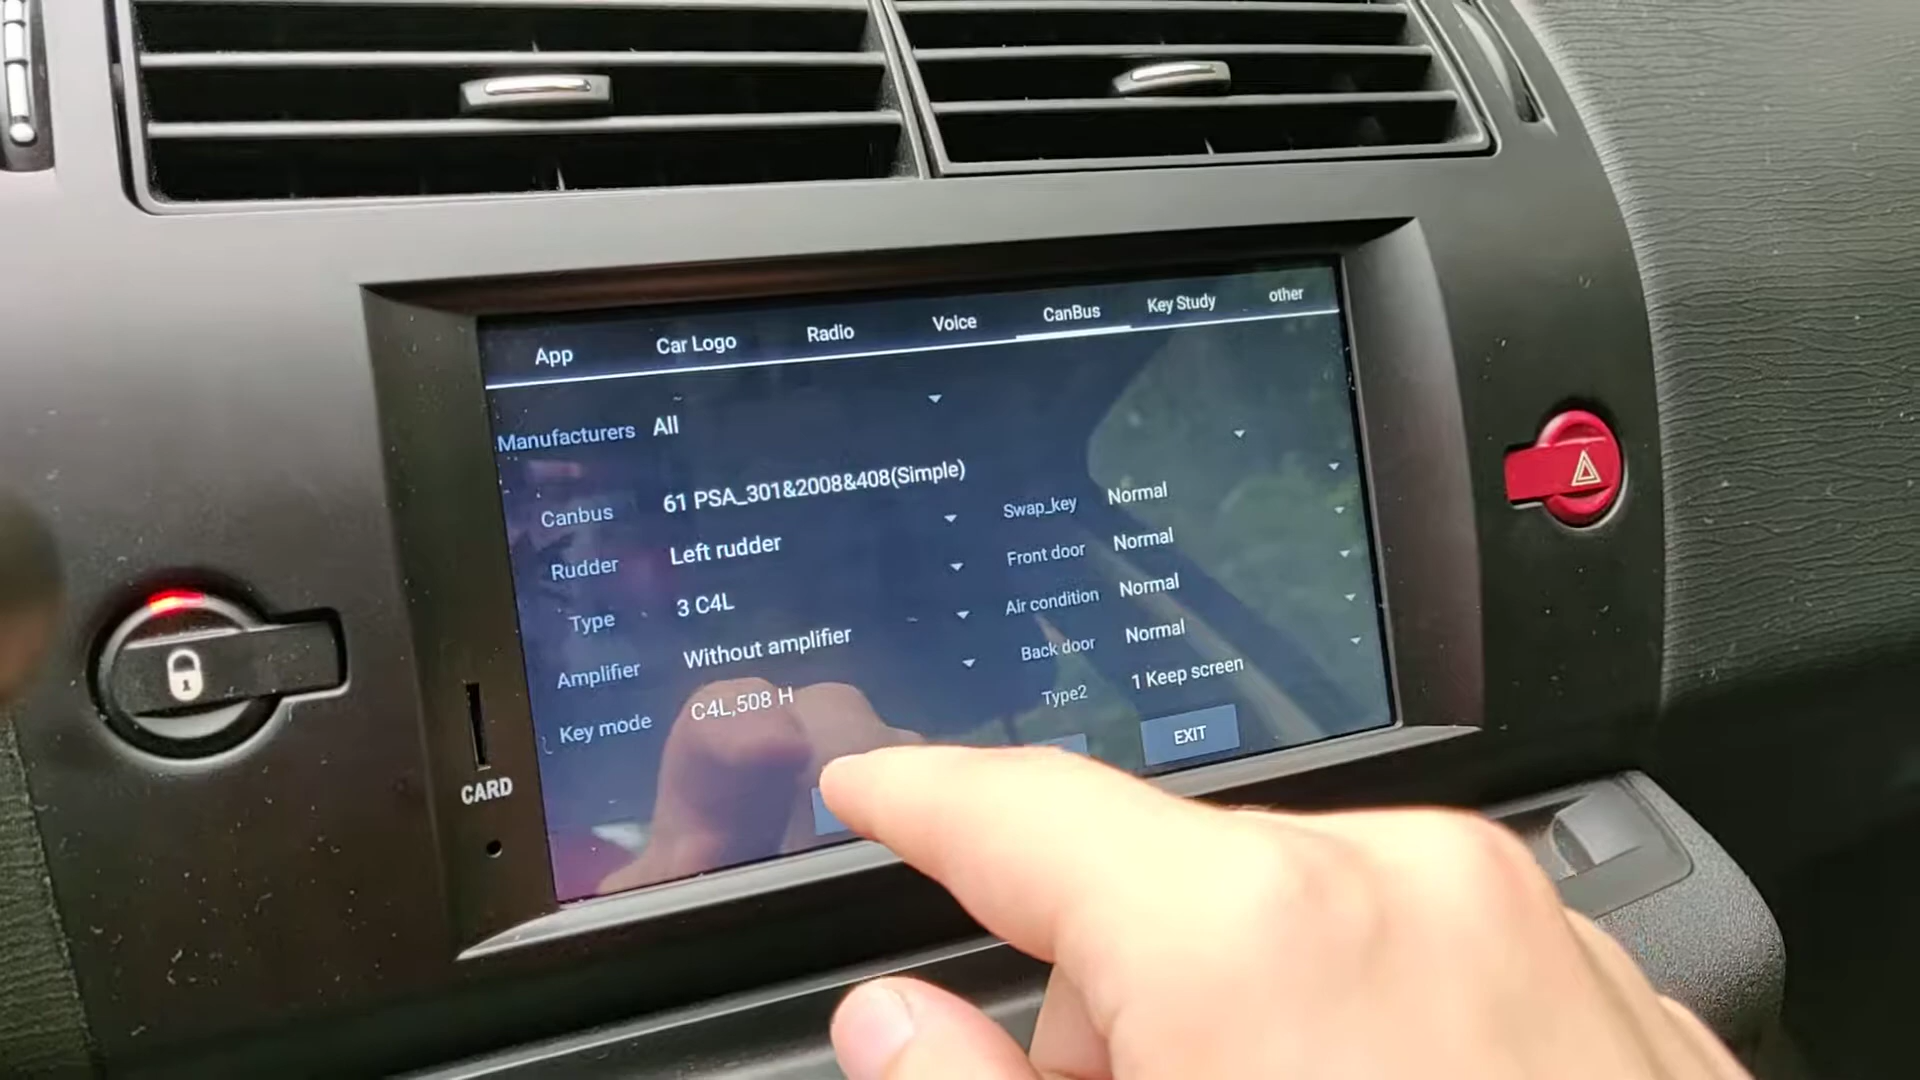 App Car Logo Radio Voice CanBus Key Study other
Manufacturers All
Canbus 61 PSA_301&2008&408(Simple)
Rudder Left rudder
Type 3 C4L
Amplifier Without amplifier
Key mode C4L,508 H
Swap_key Normal
Front door Normal
Air condition Normal
Back door Normal
Type2 1 Keep screen
EXIT
CARD